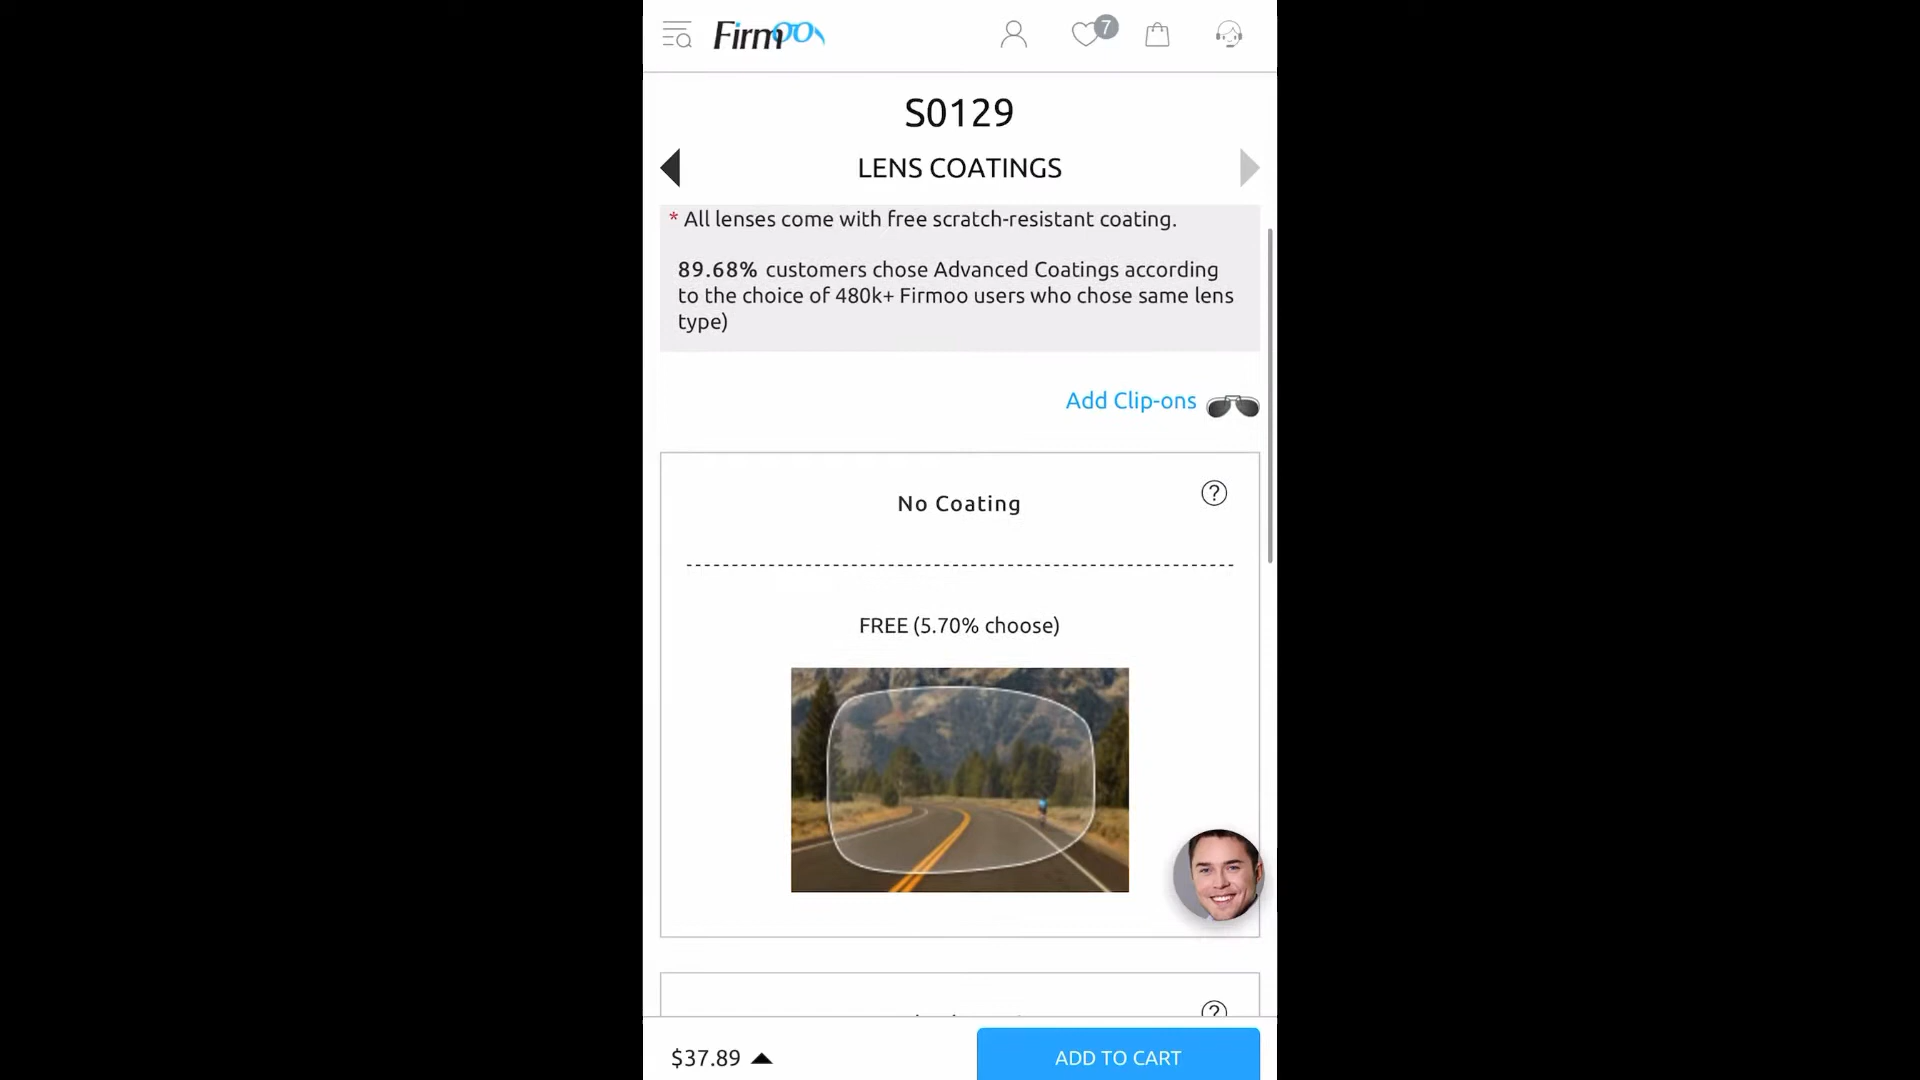 Firmoo
7
S0129
LENS COATINGS
* All lenses come with free scratch-resistant coating.
89.68% customers chose Advanced Coatings according
to the choice of 480k+ Firmoo users who chose same lens
type)
Add Clip-ons
No Coating
?
FREE (5.70% choose)
?
$37.89
ADD TO CART